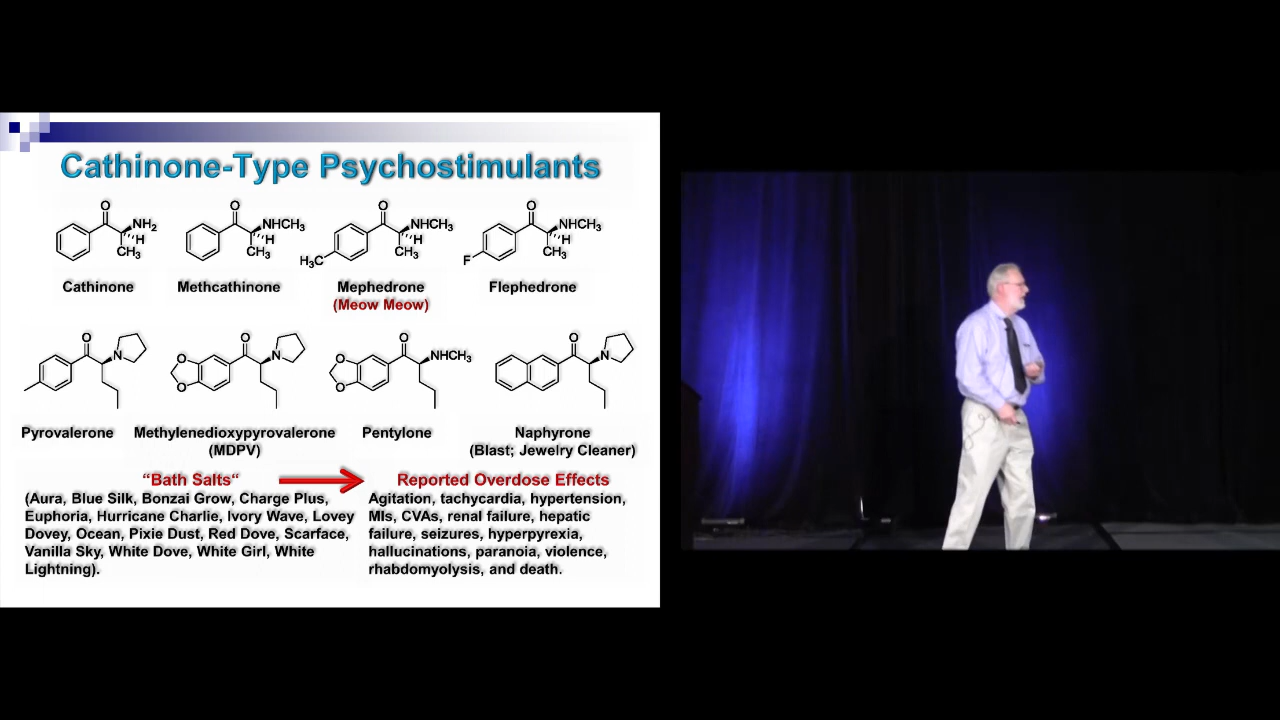 Cathinone-Type Psychostimulants
O
NH2
H
CH3
O
NHCH3
H
CH3
O
NHCH3
H
CH3
H3C
O
NHCH3
H
CH3
F
Cathinone
Methcathinone
Mephedrone
(Meow Meow)
Flephedrone
O
N
O
N
O
O
O
NHCH3
O
O
O
N
Pyrovalerone
Methylenedioxypyrovalerone
(MDPV)
Pentylone
Naphyrone
(Blast; Jewelry Cleaner)
“Bath Salts“
(Aura, Blue Silk, Bonzai Grow, Charge Plus,
Euphoria, Hurricane Charlie, Ivory Wave, Lovey
Dovey, Ocean, Pixie Dust, Red Dove, Scarface,
Vanilla Sky, White Dove, White Girl, White
Lightning).
Reported Overdose Effects
Agitation, tachycardia, hypertension,
MIs, CVAs, renal failure, hepatic
failure, seizures, hyperpyrexia,
hallucinations, paranoia, violence,
rhabdomyolysis, and death.